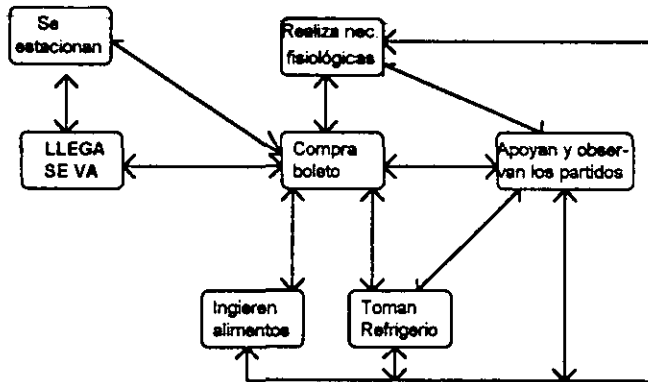 Se
estacionan
Realiza nec.
fisiológicas
LLEGA
SE VA
Compra
boleto
Apoyan y obser-
van los partidos
Ingieren
alimentos
Toman
Refrigerio